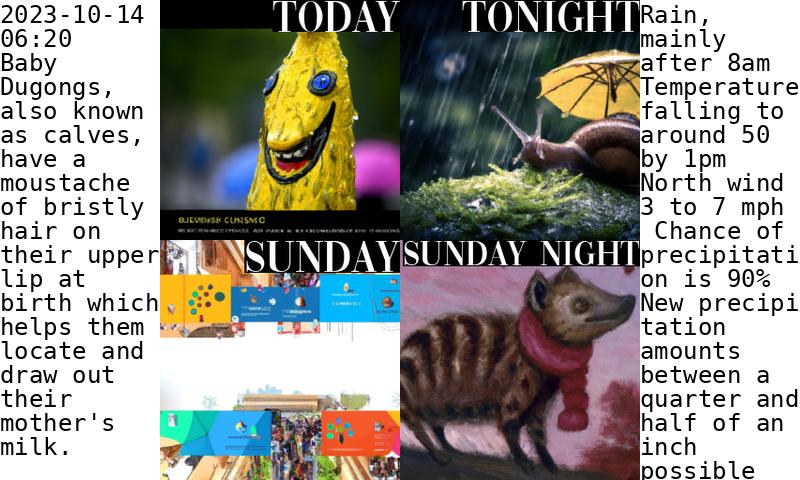 2023-10-14
06:20
Baby
Dugongs,
also known
as calves,
have a
moustache
of bristly
hair on
their upper
lip at
birth which
helps them
locate and
draw out
their
mother's
milk.
TODAY
TONIGHT
SUNDAY
SUNDAY NIGHT
Rain,
mainly
after 8am
Temperature
falling to
around 50
by 1pm
North wind
3 to 7 mph
Chance of
precipitati
on is 90%
New precipi
tation
amounts
between a
quarter and
half of an
inch
possible